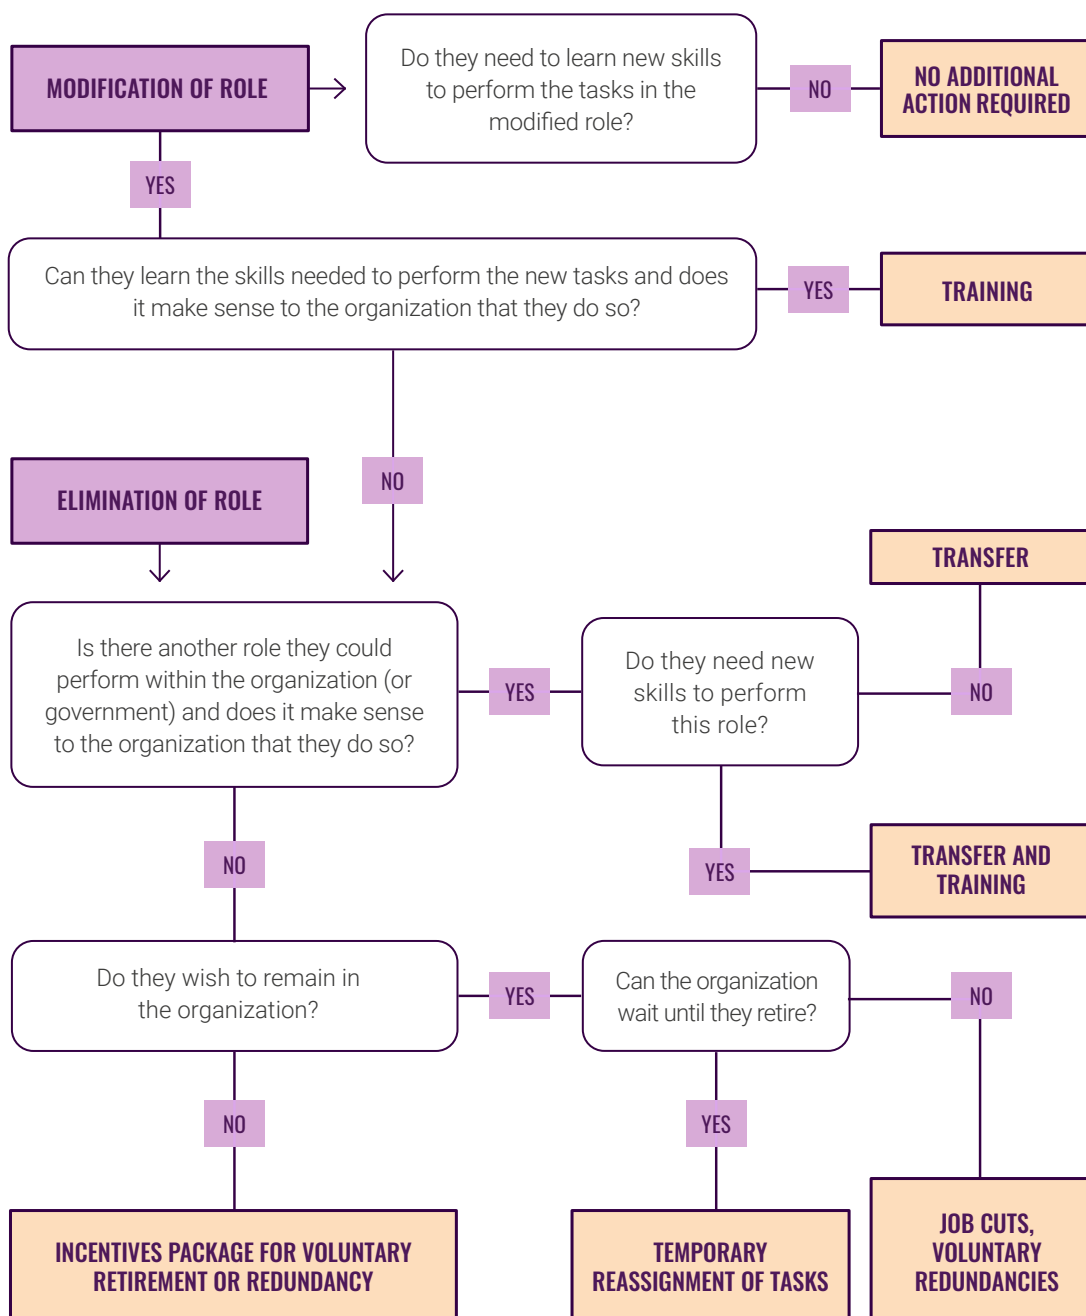 MODIFICATION OF ROLE
Do they need to learn new skills
to perform the tasks in the
modified role?
NO
NO ADDITIONAL
ACTION REQUIRED
YES
Can they learn the skills needed to perform the new tasks and does
it make sense to the organization that they do so?
YES
TRAINING
NO
ELIMINATION OF ROLE
Is there another role they could
perform within the organization (or
government) and does it make sense
to the organization that they do so?
YES
Do they need new
skills to perform
this role?
NO
TRANSFER
YES
TRANSFER AND
TRAINING
NO
Do they wish to remain in
the organization?
YES
Can the organization
wait until they retire?
NO
NO
YES
INCENTIVES PACKAGE FOR VOLUNTARY
RETIREMENT OR REDUNDANCY
TEMPORARY
REASSIGNMENT OF TASKS
JOB CUTS,
VOLUNTARY
REDUNDANCIES